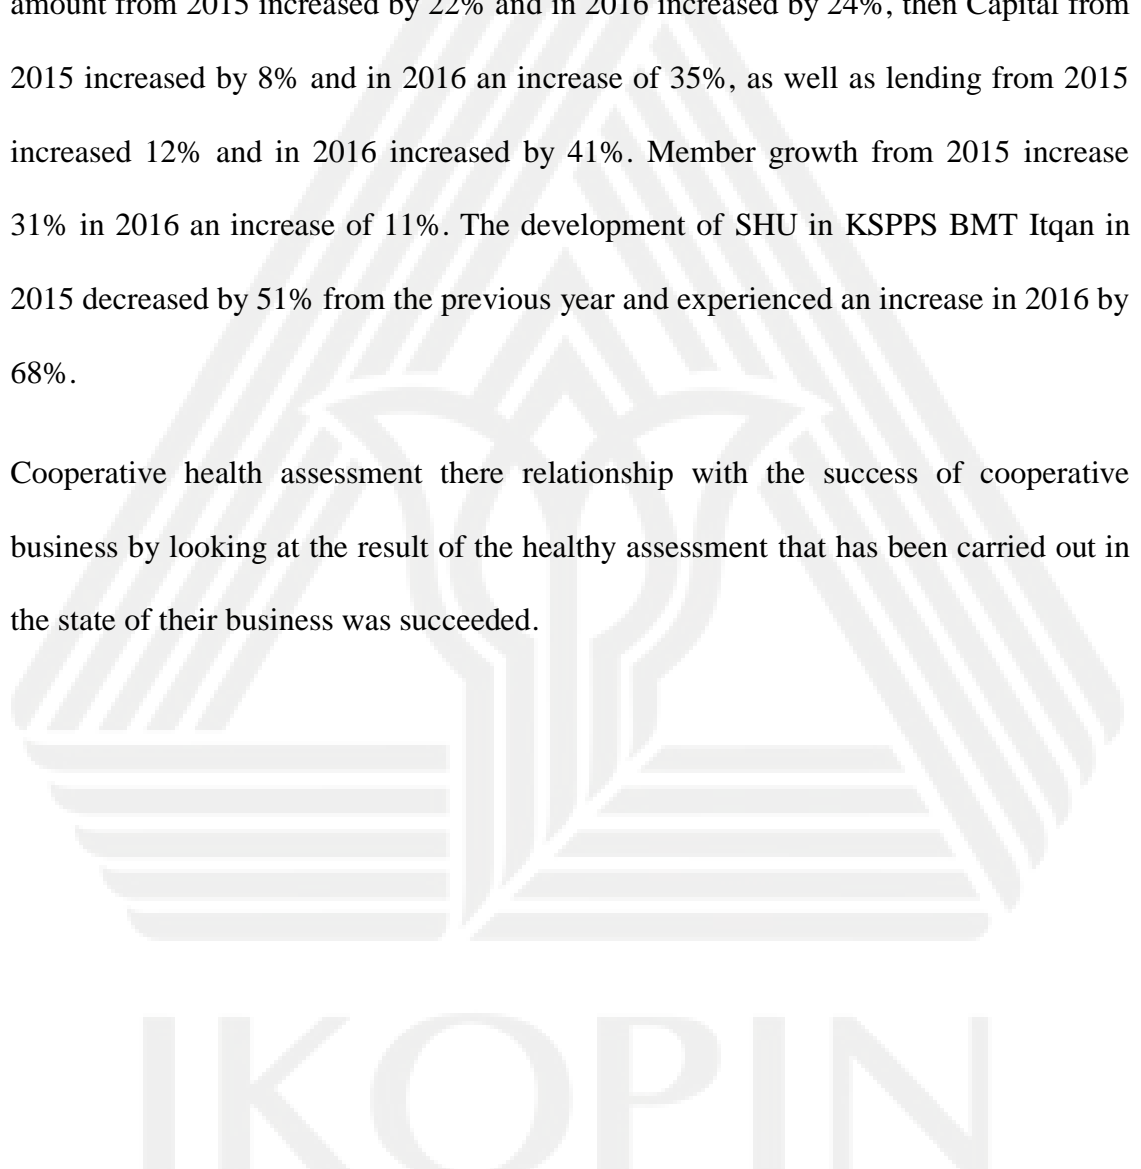 amount from 2015 increased by 22% and in 2016 increased by 24%, then Capital from
2015 increased by 8% and in 2016 an increase of 35%, as well as lending from 2015
increased 12% and in 2016 increased by 41%. Member growth from 2015 increase
31% in 2016 an increase of 11%. The development of SHU in KSPPS BMT Itqan in
2015 decreased by 51% from the previous year and experienced an increase in 2016 by
68%.
Cooperative health assessment there relationship with the success of cooperative
business by looking at the result of the healthy assessment that has been carried out in
the state of their business was succeeded.
IKOPIN